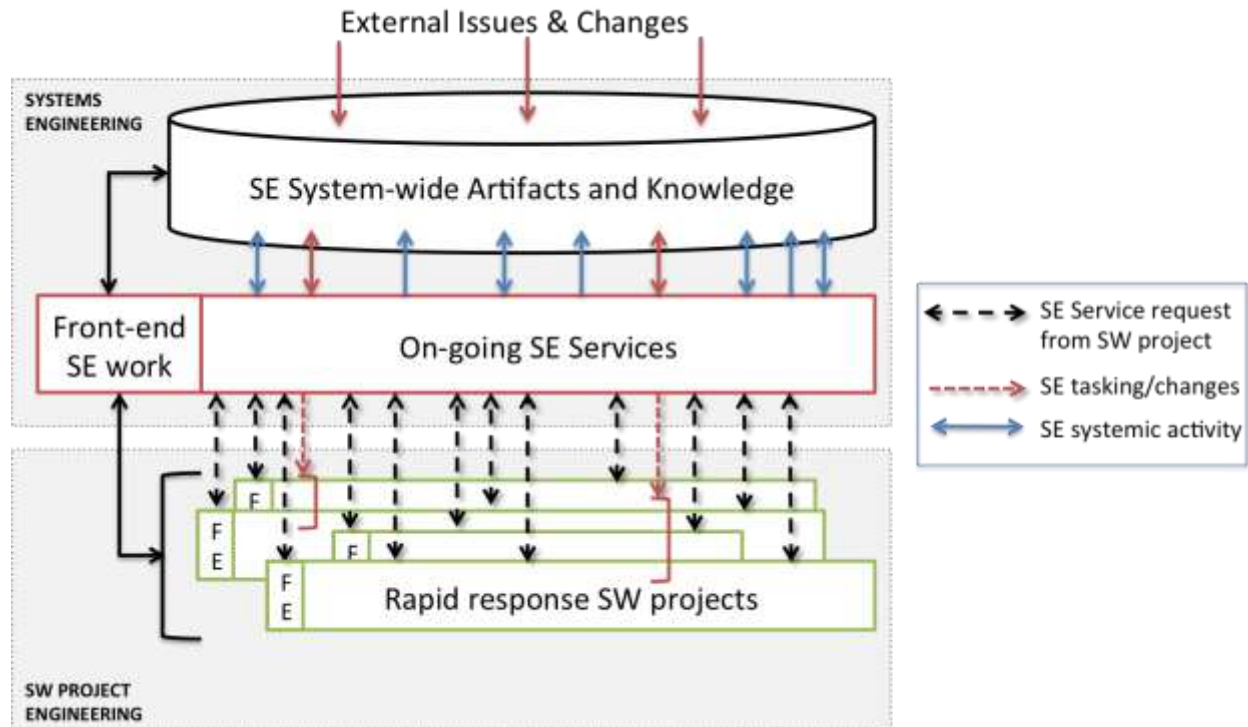 External Issues & Changes
SYSTEMS
ENGINEERING
SE System-wide Artifacts and Knowledge
Front-end
SE work
On-going SE Services
SE Service request
from SW project
SE tasking/changes
SE systemic activity
F
F
E
F
F
E
Rapid response SW projects
SW PROJECT
ENGINEERING